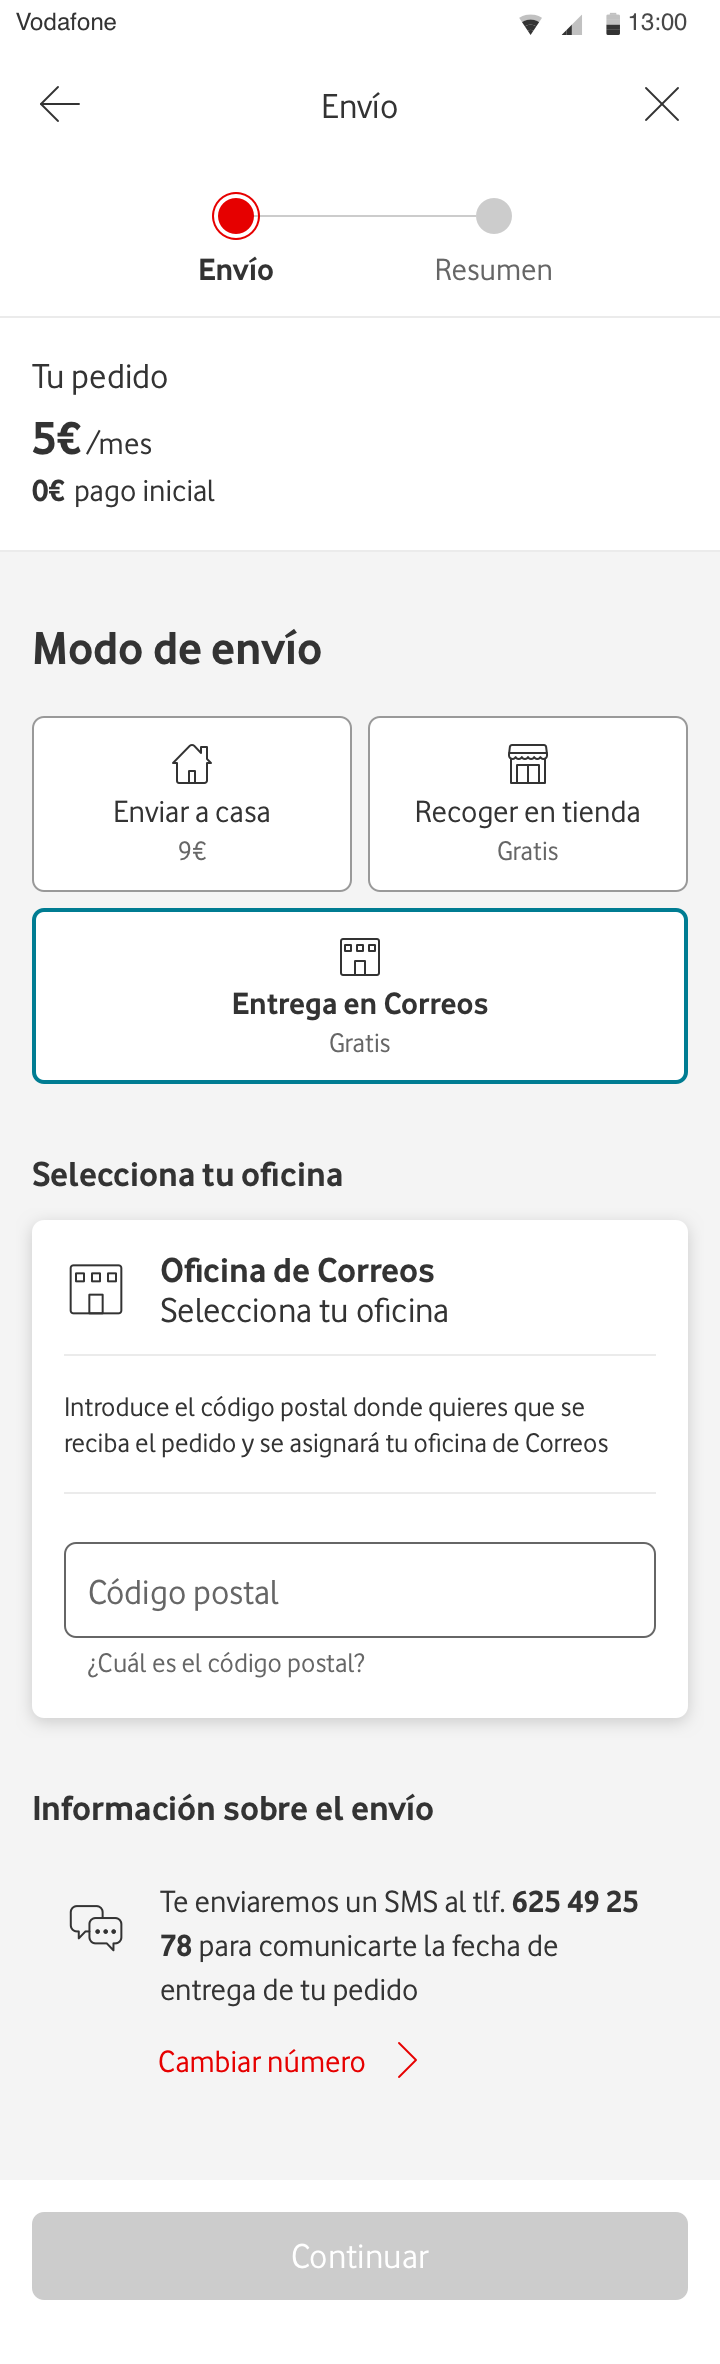 Vodafone 13:00
Envío
Envío Resumen
Tu pedido
5€/mes
0€ pago inicial
Modo de envío
Enviar a casa
9€
Recoger en tienda
Gratis
Entrega en Correos
Gratis
Selecciona tu oficina
Oficina de Correos
Selecciona tu oficina
Introduce el código postal donde quieres que se
reciba el pedido y se asignará tu oficina de Correos
Código postal
¿Cuál es el código postal?
Información sobre el envío
Te enviaremos un SMS al tlf. 625 49 25
78 para comunicarte la fecha de
entrega de tu pedido
Cambiar número
Continuar